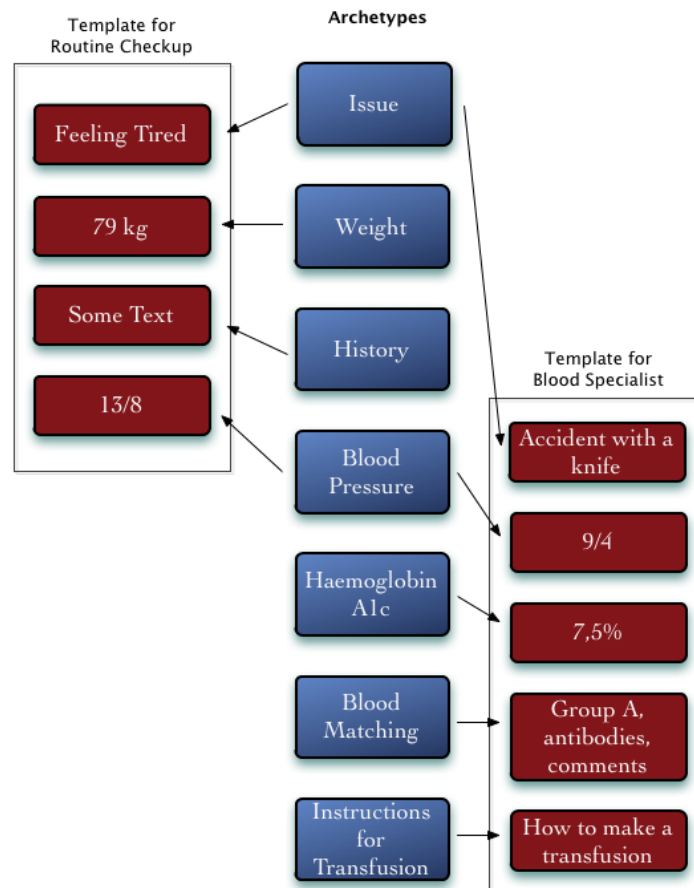 Template for
Routine Checkup
Feeling Tired
79 kg
Some Text
13/8
Archetypes
Issue
Weight
History
Blood
Pressure
Haemoglobin
A1c
Blood
Matching
Instructions
for
Transfusion
Template for
Blood Specialist
Accident with a
knife
9/4
7,5%
Group A,
antibodies,
comments
How to make a
transfusion